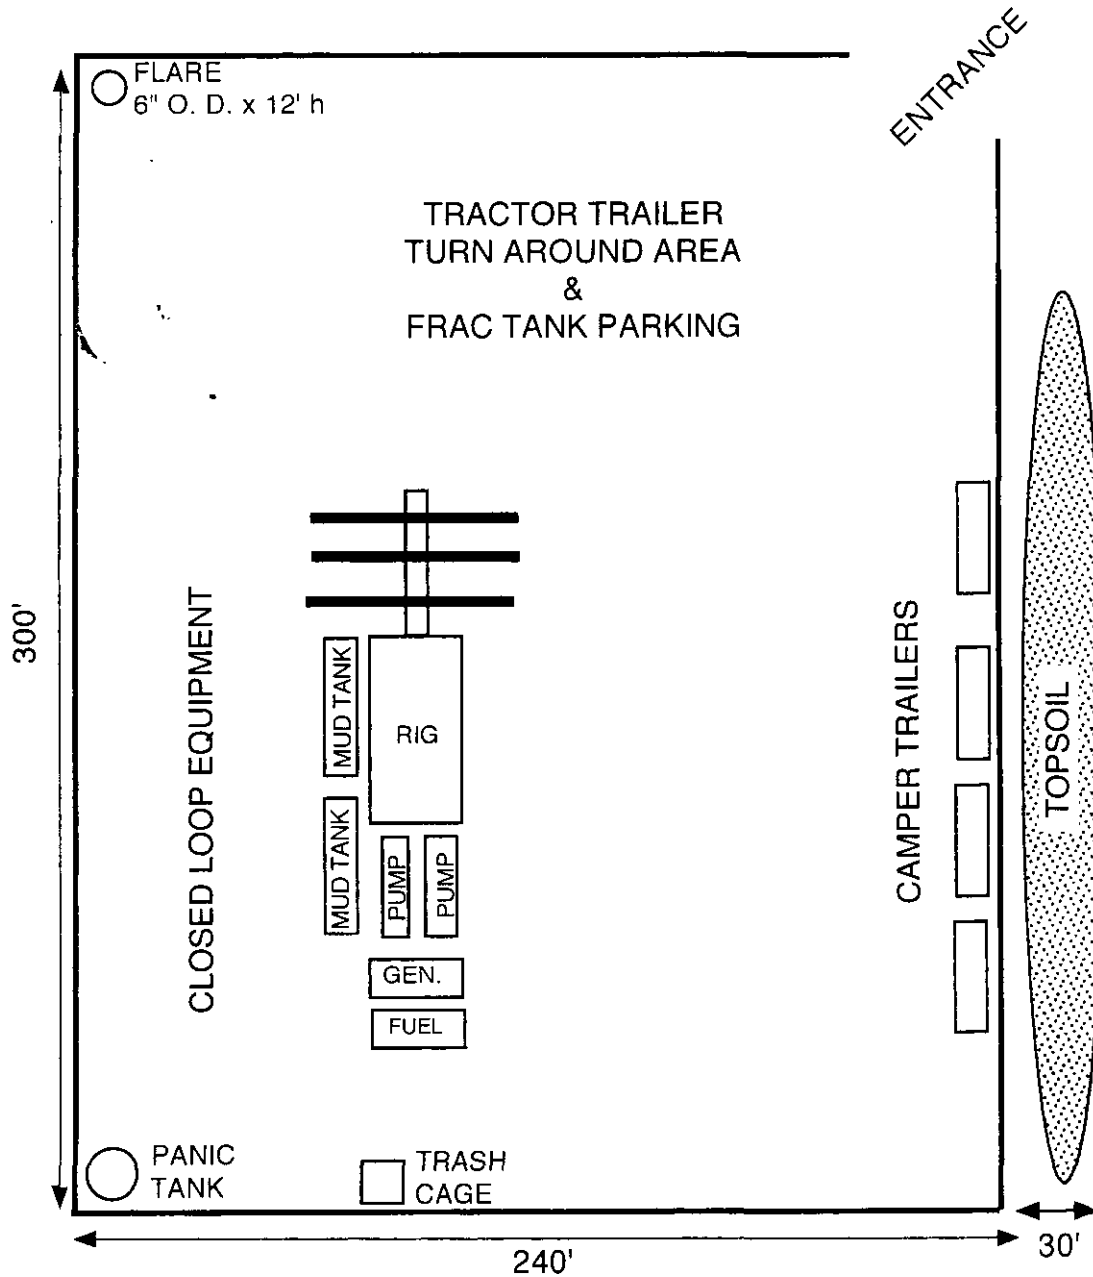 FLARE
6" O. D. x 12' h
ENTRANCE
TRACTOR TRAILER
TURN AROUND AREA
&
FRAC TANK PARKING
300'
CLOSED LOOP EQUIPMENT
MUD TANK
RIG
MUD TANK
PUMP
PUMP
GEN.
FUEL
CAMPER TRAILERS
TOPSOIL
PANIC
TANK
TRASH
CAGE
240'
30'